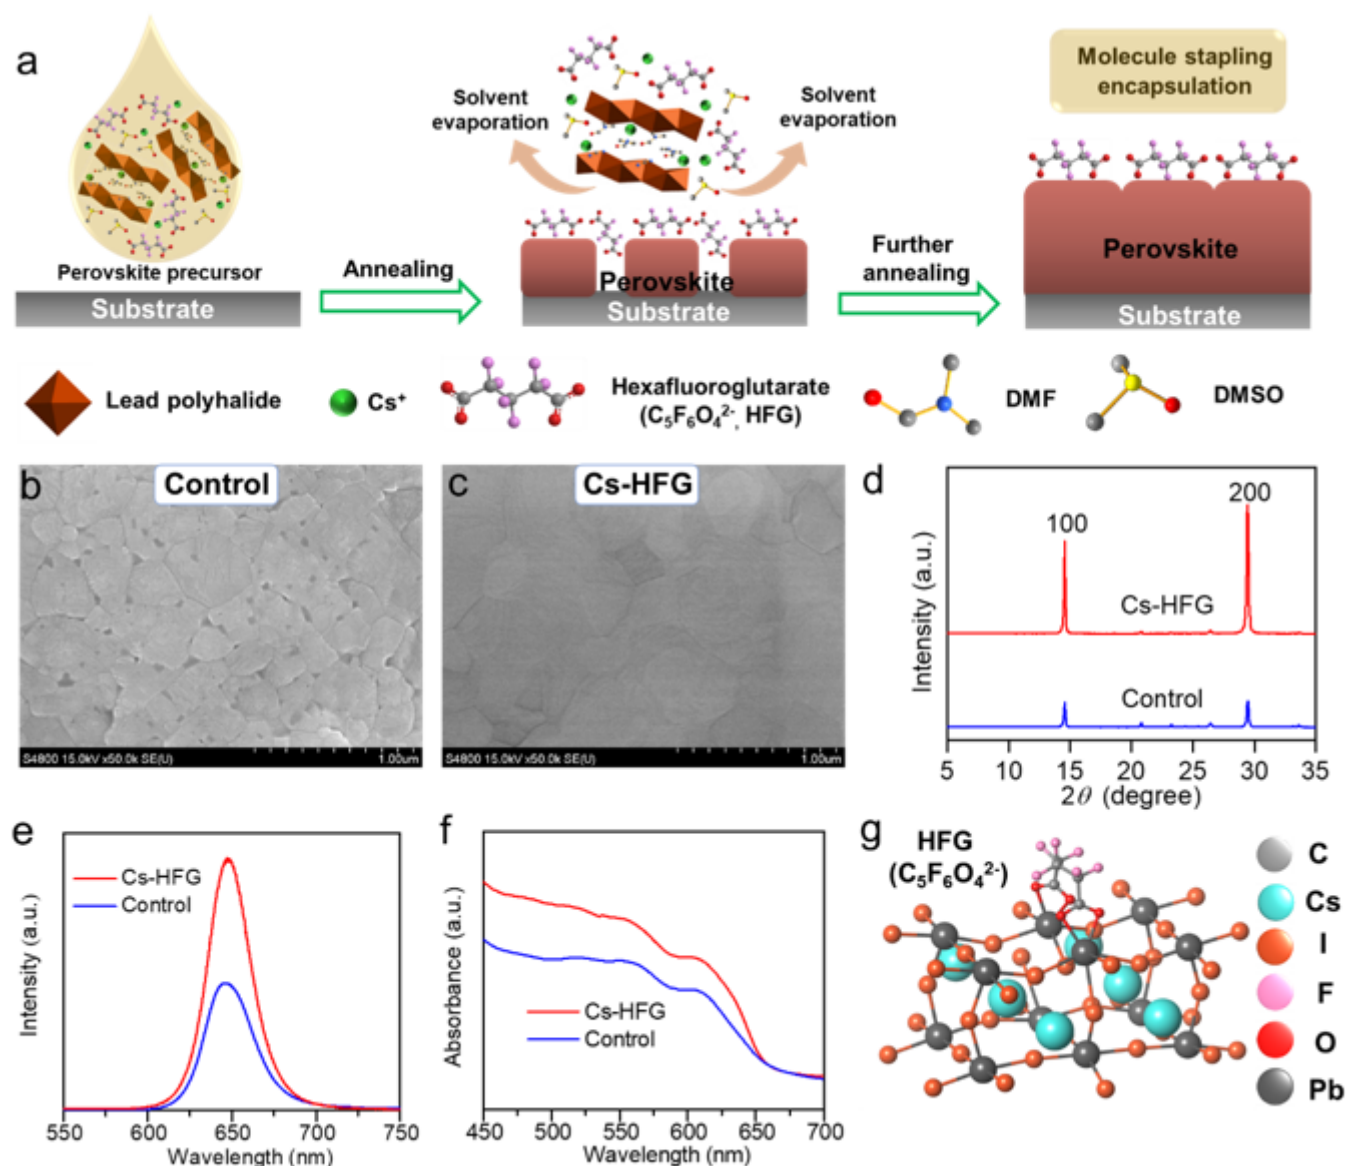 a
Perovskite precursor
Substrate
Annealing
Solvent
evaporation
Solvent
evaporation
Perovskite
Substrate
Further
annealing
Molecule stapling
encapsulation
Perovskite
Substrate
Lead polyhalide
Cs⁺
Hexafluoroglutarate
(C₅F₆O₄²⁻, HFG)
DMF
DMSO
b
Control
S4800 15.0kV x50.0k SE(U)
1.00um
c
Cs-HFG
S4800 15.0kV x50.0k SE(U)
1.00um
d
Intensity (a.u.)
100
200
Cs-HFG
Control
5 10 15 20 25 30 35
2θ (degree)
e
Intensity (a.u.)
Cs-HFG
Control
550 600 650 700 750
Wavelength (nm)
f
Absorbance (a.u.)
Cs-HFG
Control
450 500 550 600 650 700
Wavelength (nm)
g
HFG
(C₅F₆O₄²⁻)
C
Cs
I
F
O
Pb